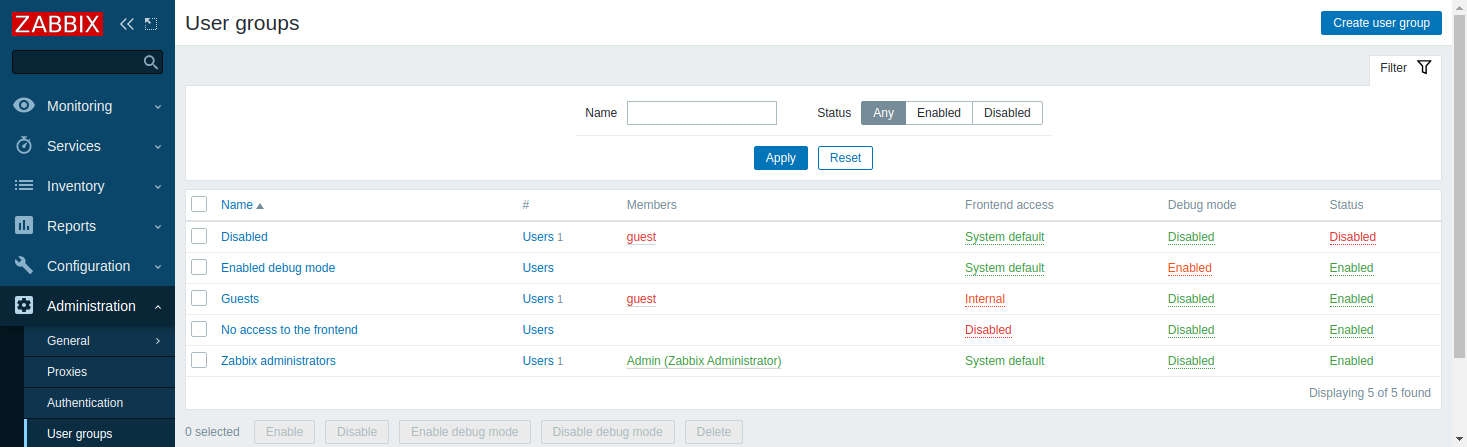 ZABBIX
User groups
Create user group
Filter
Monitoring
Services
Inventory
Reports
Configuration
Administration
General
Proxies
Authentication
User groups
Name Status Any Enabled Disabled
Apply Reset
Name # Members Frontend access Debug mode Status
Disabled Users 1 guest System default Disabled Disabled
Enabled debug mode Users System default Enabled Enabled
Guests Users 1 guest Internal Disabled Enabled
No access to the frontend Users Disabled Disabled Enabled
Zabbix administrators Users 1 Admin (Zabbix Administrator) System default Disabled Enabled
Displaying 5 of 5 found
0 selected Enable Disable Enable debug mode Disable debug mode Delete